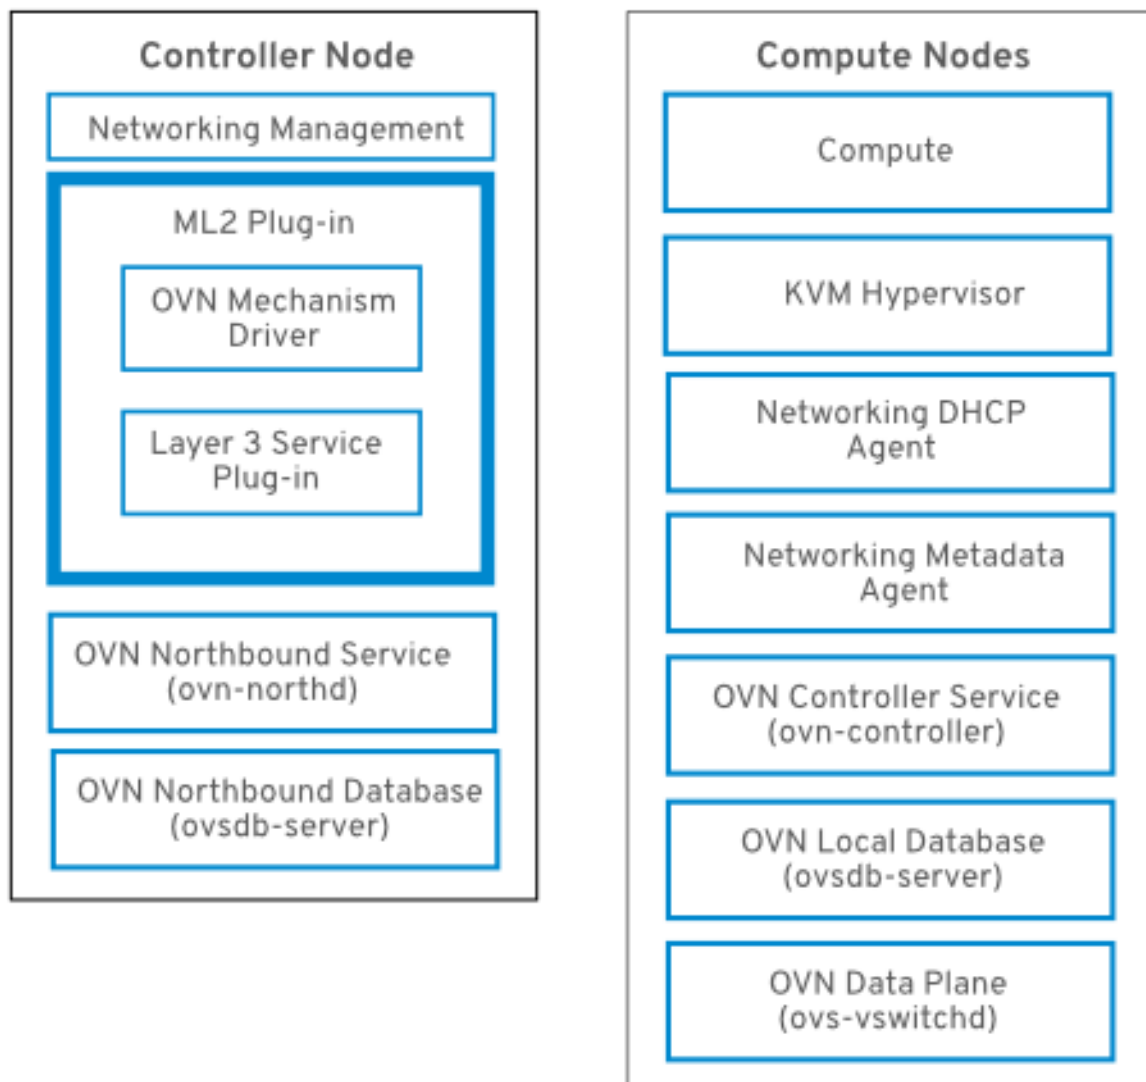 Controller Node
Networking Management
ML2 Plug-in
OVN Mechanism
Driver
Layer 3 Service
Plug-in
OVN Northbound Service
(ovn-northd)
OVN Northbound Database
(ovsdb-server)
Compute Nodes
Compute
KVM Hypervisor
Networking DHCP
Agent
Networking Metadata
Agent
OVN Controller Service
(ovn-controller)
OVN Local Database
(ovsdb-server)
OVN Data Plane
(ovs-vswitchd)